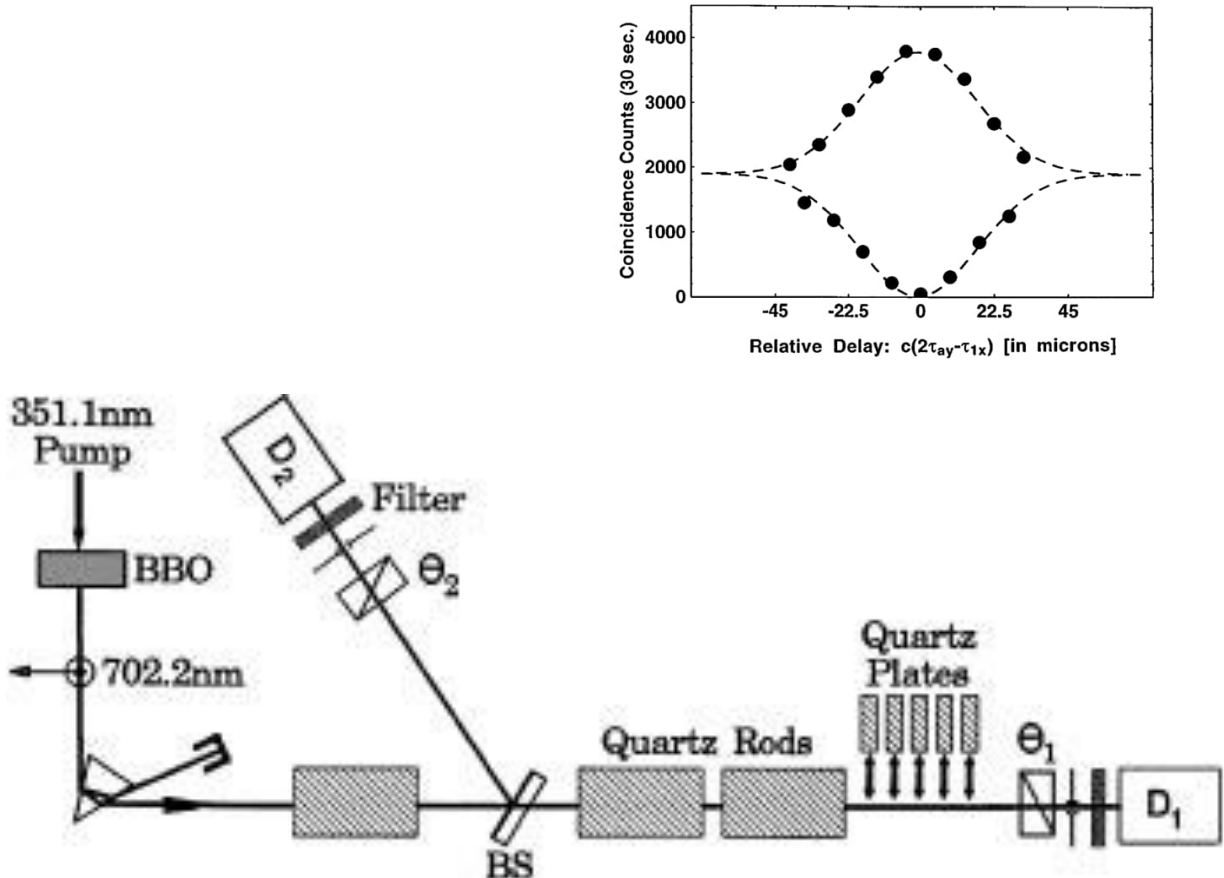 4000
3000
2000
1000
0
Coincidence Counts (30 sec.)
-45 -22.5 0 22.5 45
Relative Delay: c(2τay-τ1x) [in microns]
351.1nm
Pump
BBO
702.2nm
D2
Filter
Θ2
BS
Quartz Rods
Quartz
Plates
Θ1
D1